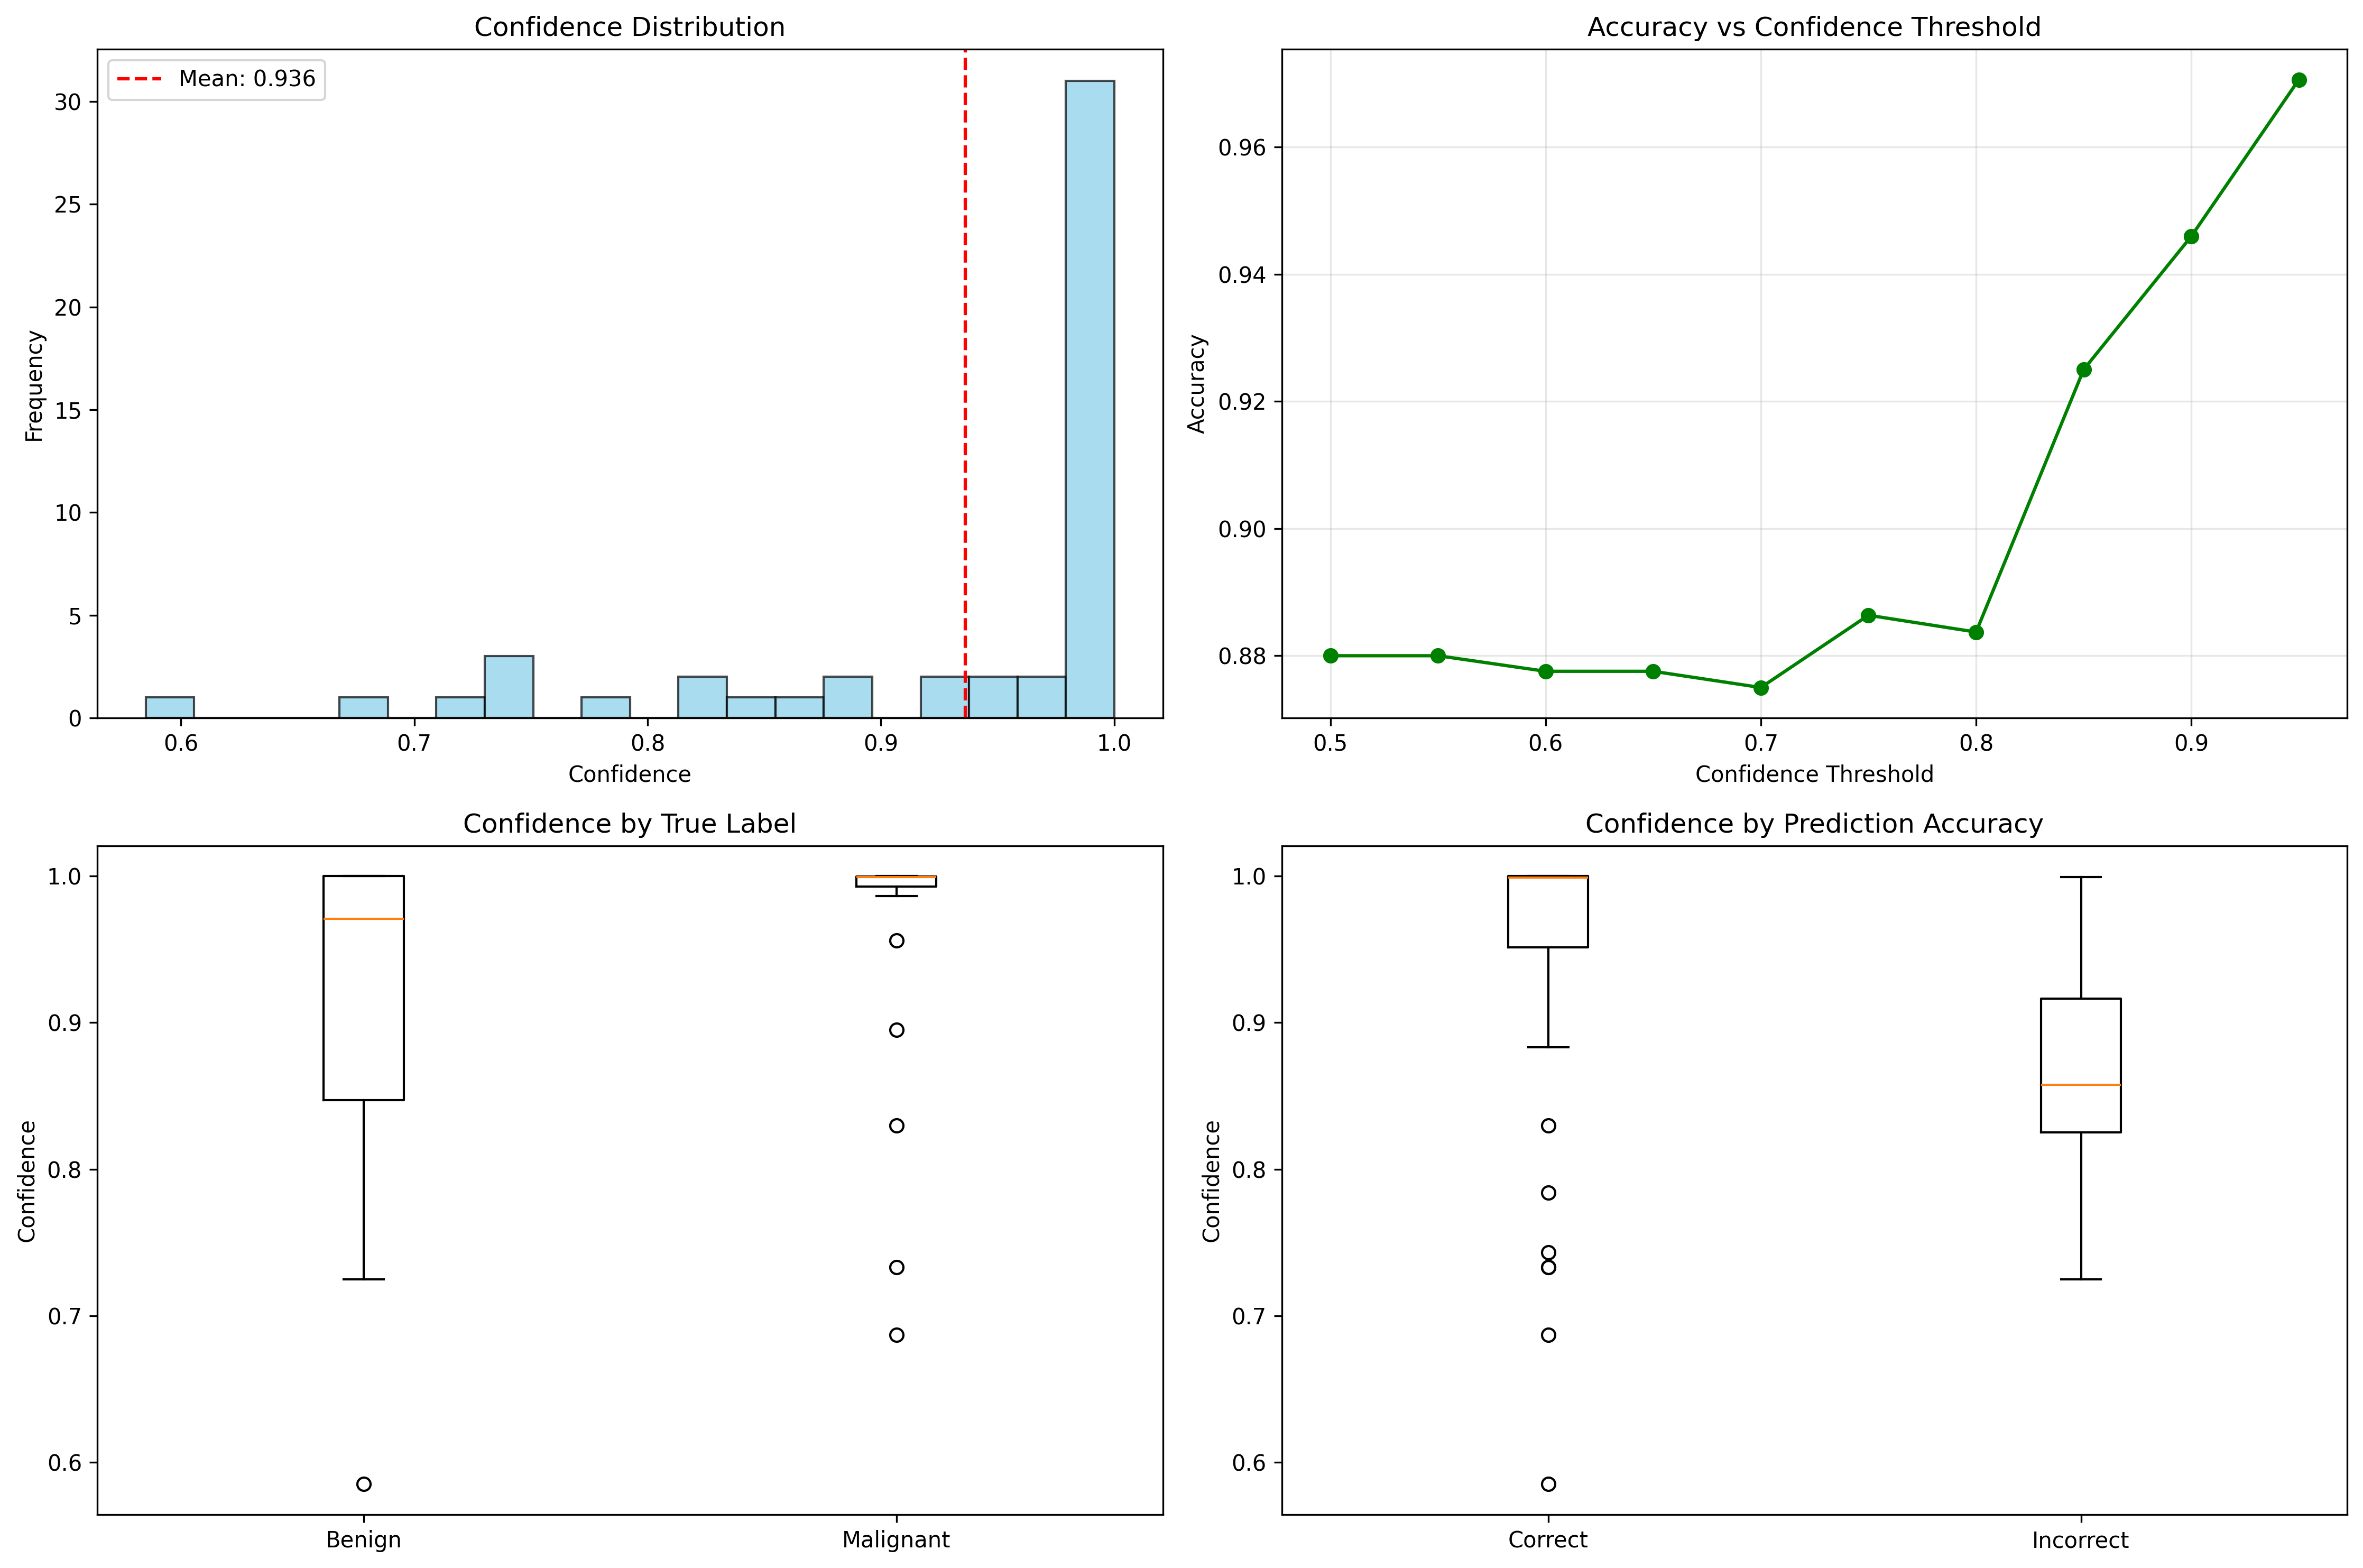 Confidence Distribution
Mean: 0.936
Frequency
30
25
20
15
10
5
0
0.6 0.7 0.8 0.9 1.0
Confidence
Accuracy vs Confidence Threshold
Accuracy
0.96
0.94
0.92
0.90
0.88
0.5 0.6 0.7 0.8 0.9
Confidence Threshold
Confidence by True Label
Confidence
1.0
0.9
0.8
0.7
0.6
Benign Malignant
Confidence by Prediction Accuracy
Confidence
1.0
0.9
0.8
0.7
0.6
Correct Incorrect